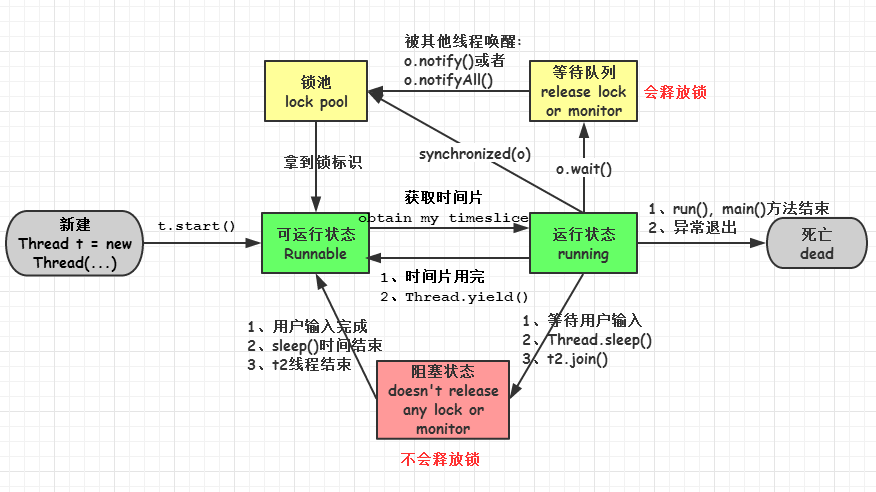 被其他线程唤醒:
o.notify()或者
o.notifyAll()
锁池
lock pool
等待队列
release lock
or monitor
会释放锁
拿到锁标识
synchronized(o)
o.wait()
新建
Thread t = new
Thread(...)
t.start()
可运行状态
Runnable
获取时间片
obtain my timeslice
运行状态
running
1、run(), main()方法结束
2、异常退出
死亡
dead
1、时间片用完
2、Thread.yield()
1、用户输入完成
2、sleep()时间结束
3、t2线程结束
1、等待用户输入
2、Thread.sleep()
3、t2.join()
阻塞状态
doesn't release
any lock or
monitor
不会释放锁